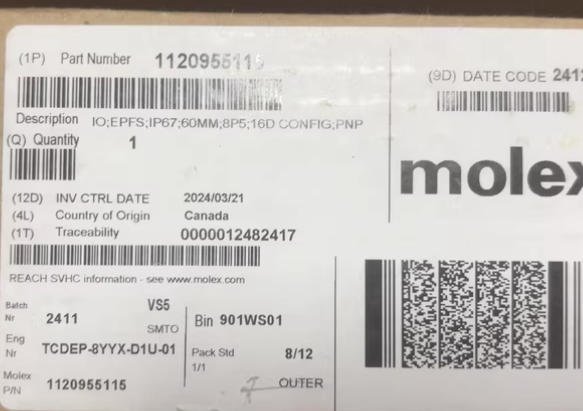 (1P) Part Number 1120955115
(9D) DATE CODE 2412
Description IO;EPFS;IP67;60MM;8P5;16D CONFIG;PNP
(Q) Quantity 1
molex
(12D) INV CTRL DATE 2024/03/21
(4L) Country of Origin Canada
(1T) Traceability 0000012482417
REACH SVHC information - see www.molex.com
Batch
Nr 2411
VS5
SMTO
Bin 901WS01
Eng
Nr TCDEP-8YYX-D1U-01
Pack Std 8/12
1/1
Molex
P/N 1120955115
OUTER